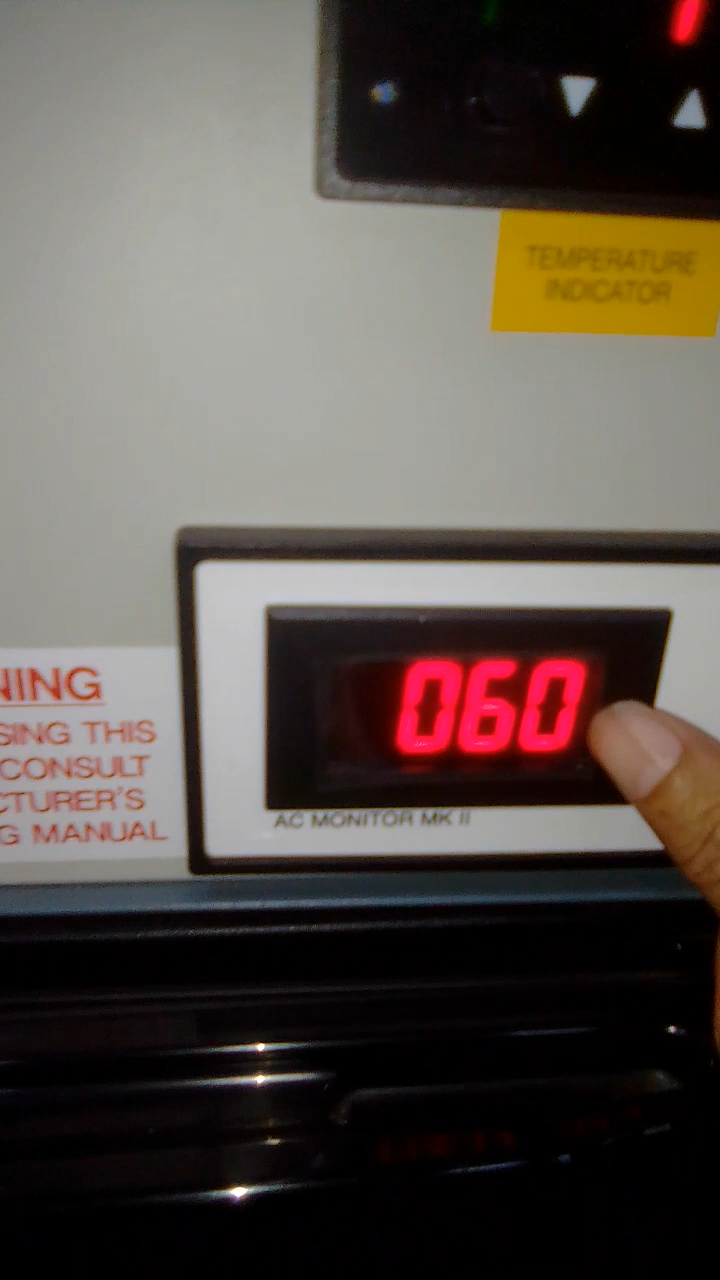 TEMPERATURE
INDICATOR
060
AC MONITOR MK II
NING
SING THIS
CONSULT
CTURER'S
G MANUAL